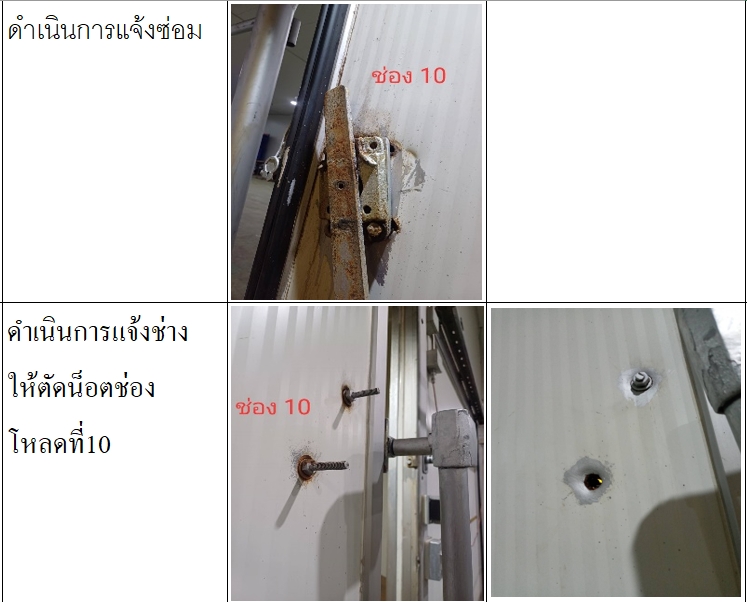 ดำเนินการแจ้งซ่อม
ช่อง 10
ดำเนินการแจ้งช่าง
ให้ตัดน็อตช่อง
โหลดที่10
ช่อง 10